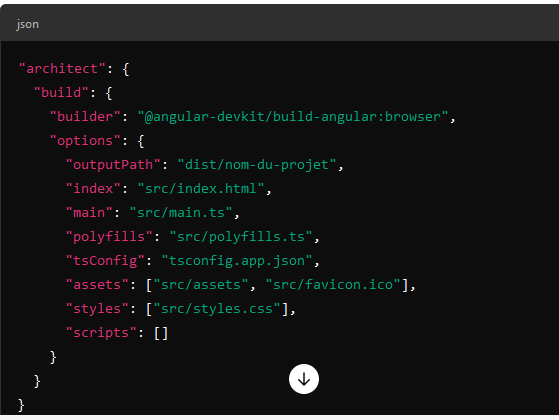 json
"architect": {
  "build": {
    "builder": "@angular-devkit/build-angular:browser",
    "options": {
      "outputPath": "dist/nom-du-projet",
      "index": "src/index.html",
      "main": "src/main.ts",
      "polyfills": "src/polyfills.ts",
      "tsConfig": "tsconfig.app.json",
      "assets": ["src/assets", "src/favicon.ico"],
      "styles": ["src/styles.css"],
      "scripts": []
    }
  }
}